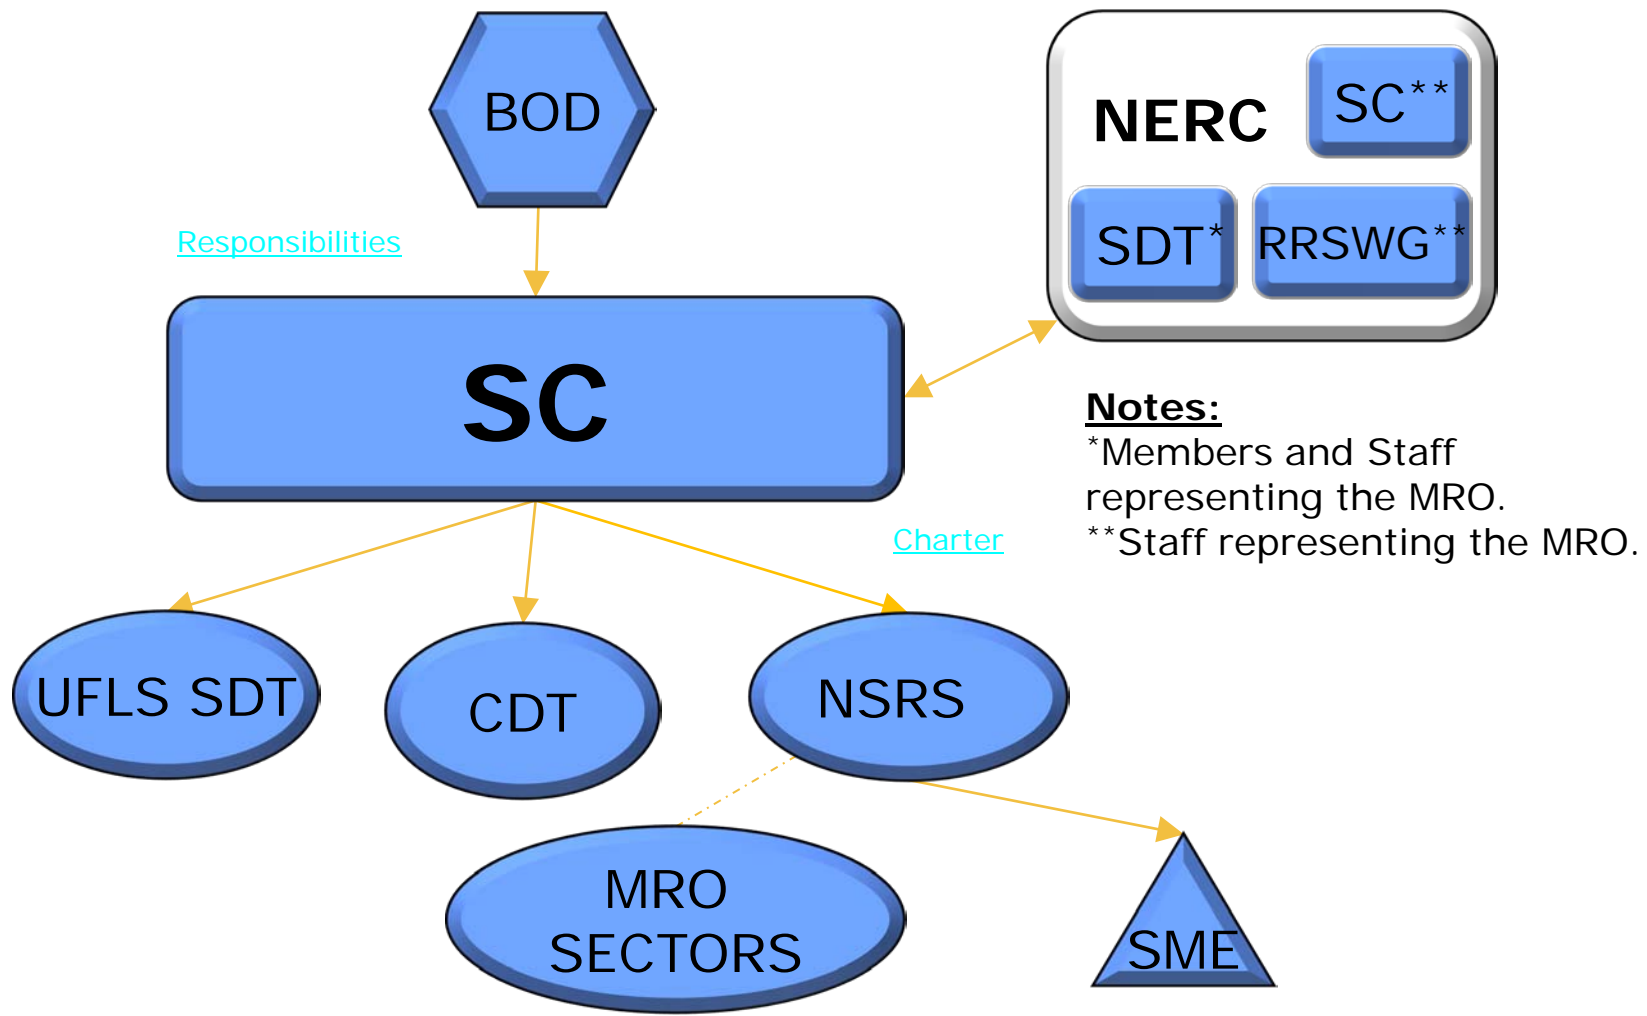 BOD
NERC
SC**
SDT*
RRSWG**
Responsibilities
SC
Notes:
*Members and Staff
representing the MRO.
**Staff representing the MRO.
Charter
UFLS SDT
CDT
NSRS
MRO
SECTORS
SME